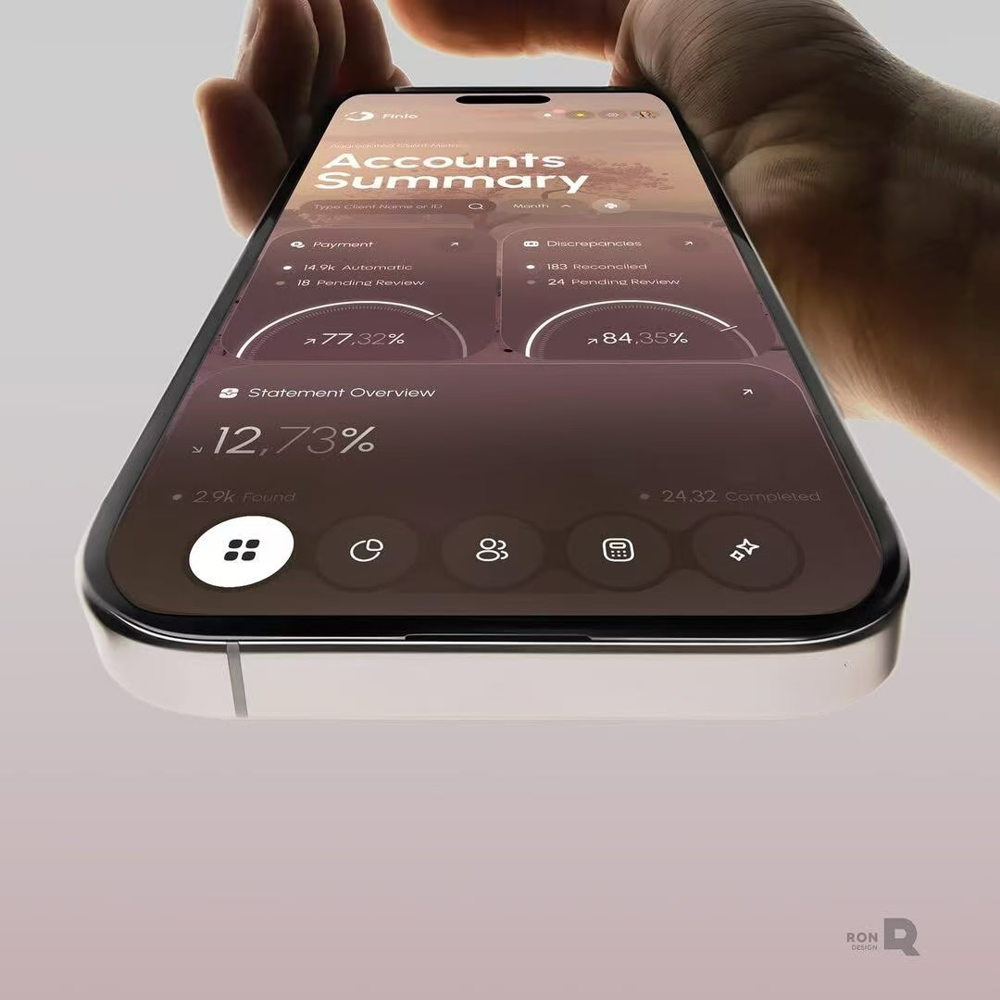 Finlo
Aggregated Client Metrics
Accounts
Summary
Type Client Name or ID
Month
Payment
14.9k Automatic
18 Pending Review
77,32%
Discrepancies
183 Reconciled
24 Pending Review
84,35%
Statement Overview
12,73%
2.9k Found
24,32 Completed
RON
DESIGN